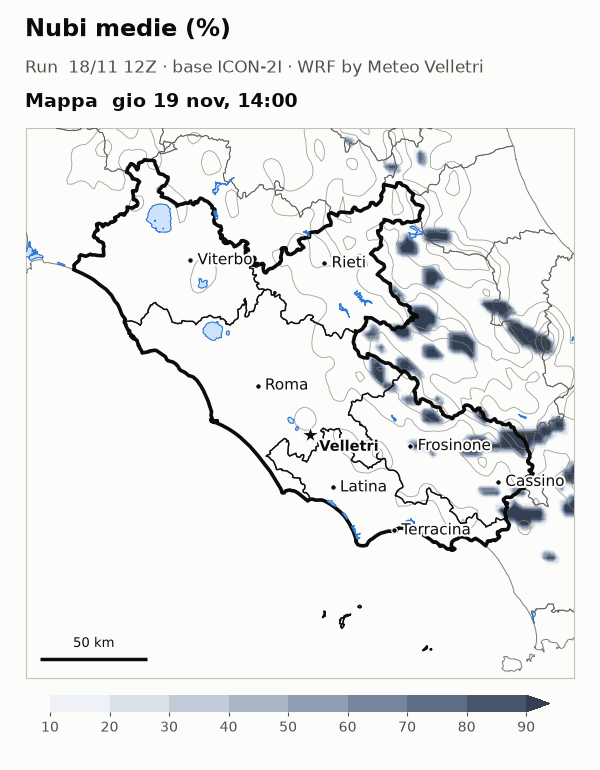 Nubi medie (%)
Run 18/11 12Z · base ICON-2I · WRF by Meteo Velletri
Mappa gio 19 nov, 14:00
Viterbo
Rieti
Roma
Velletri
Frosinone
Latina
Cassino
Terracina
50 km
10 20 30 40 50 60 70 80 90